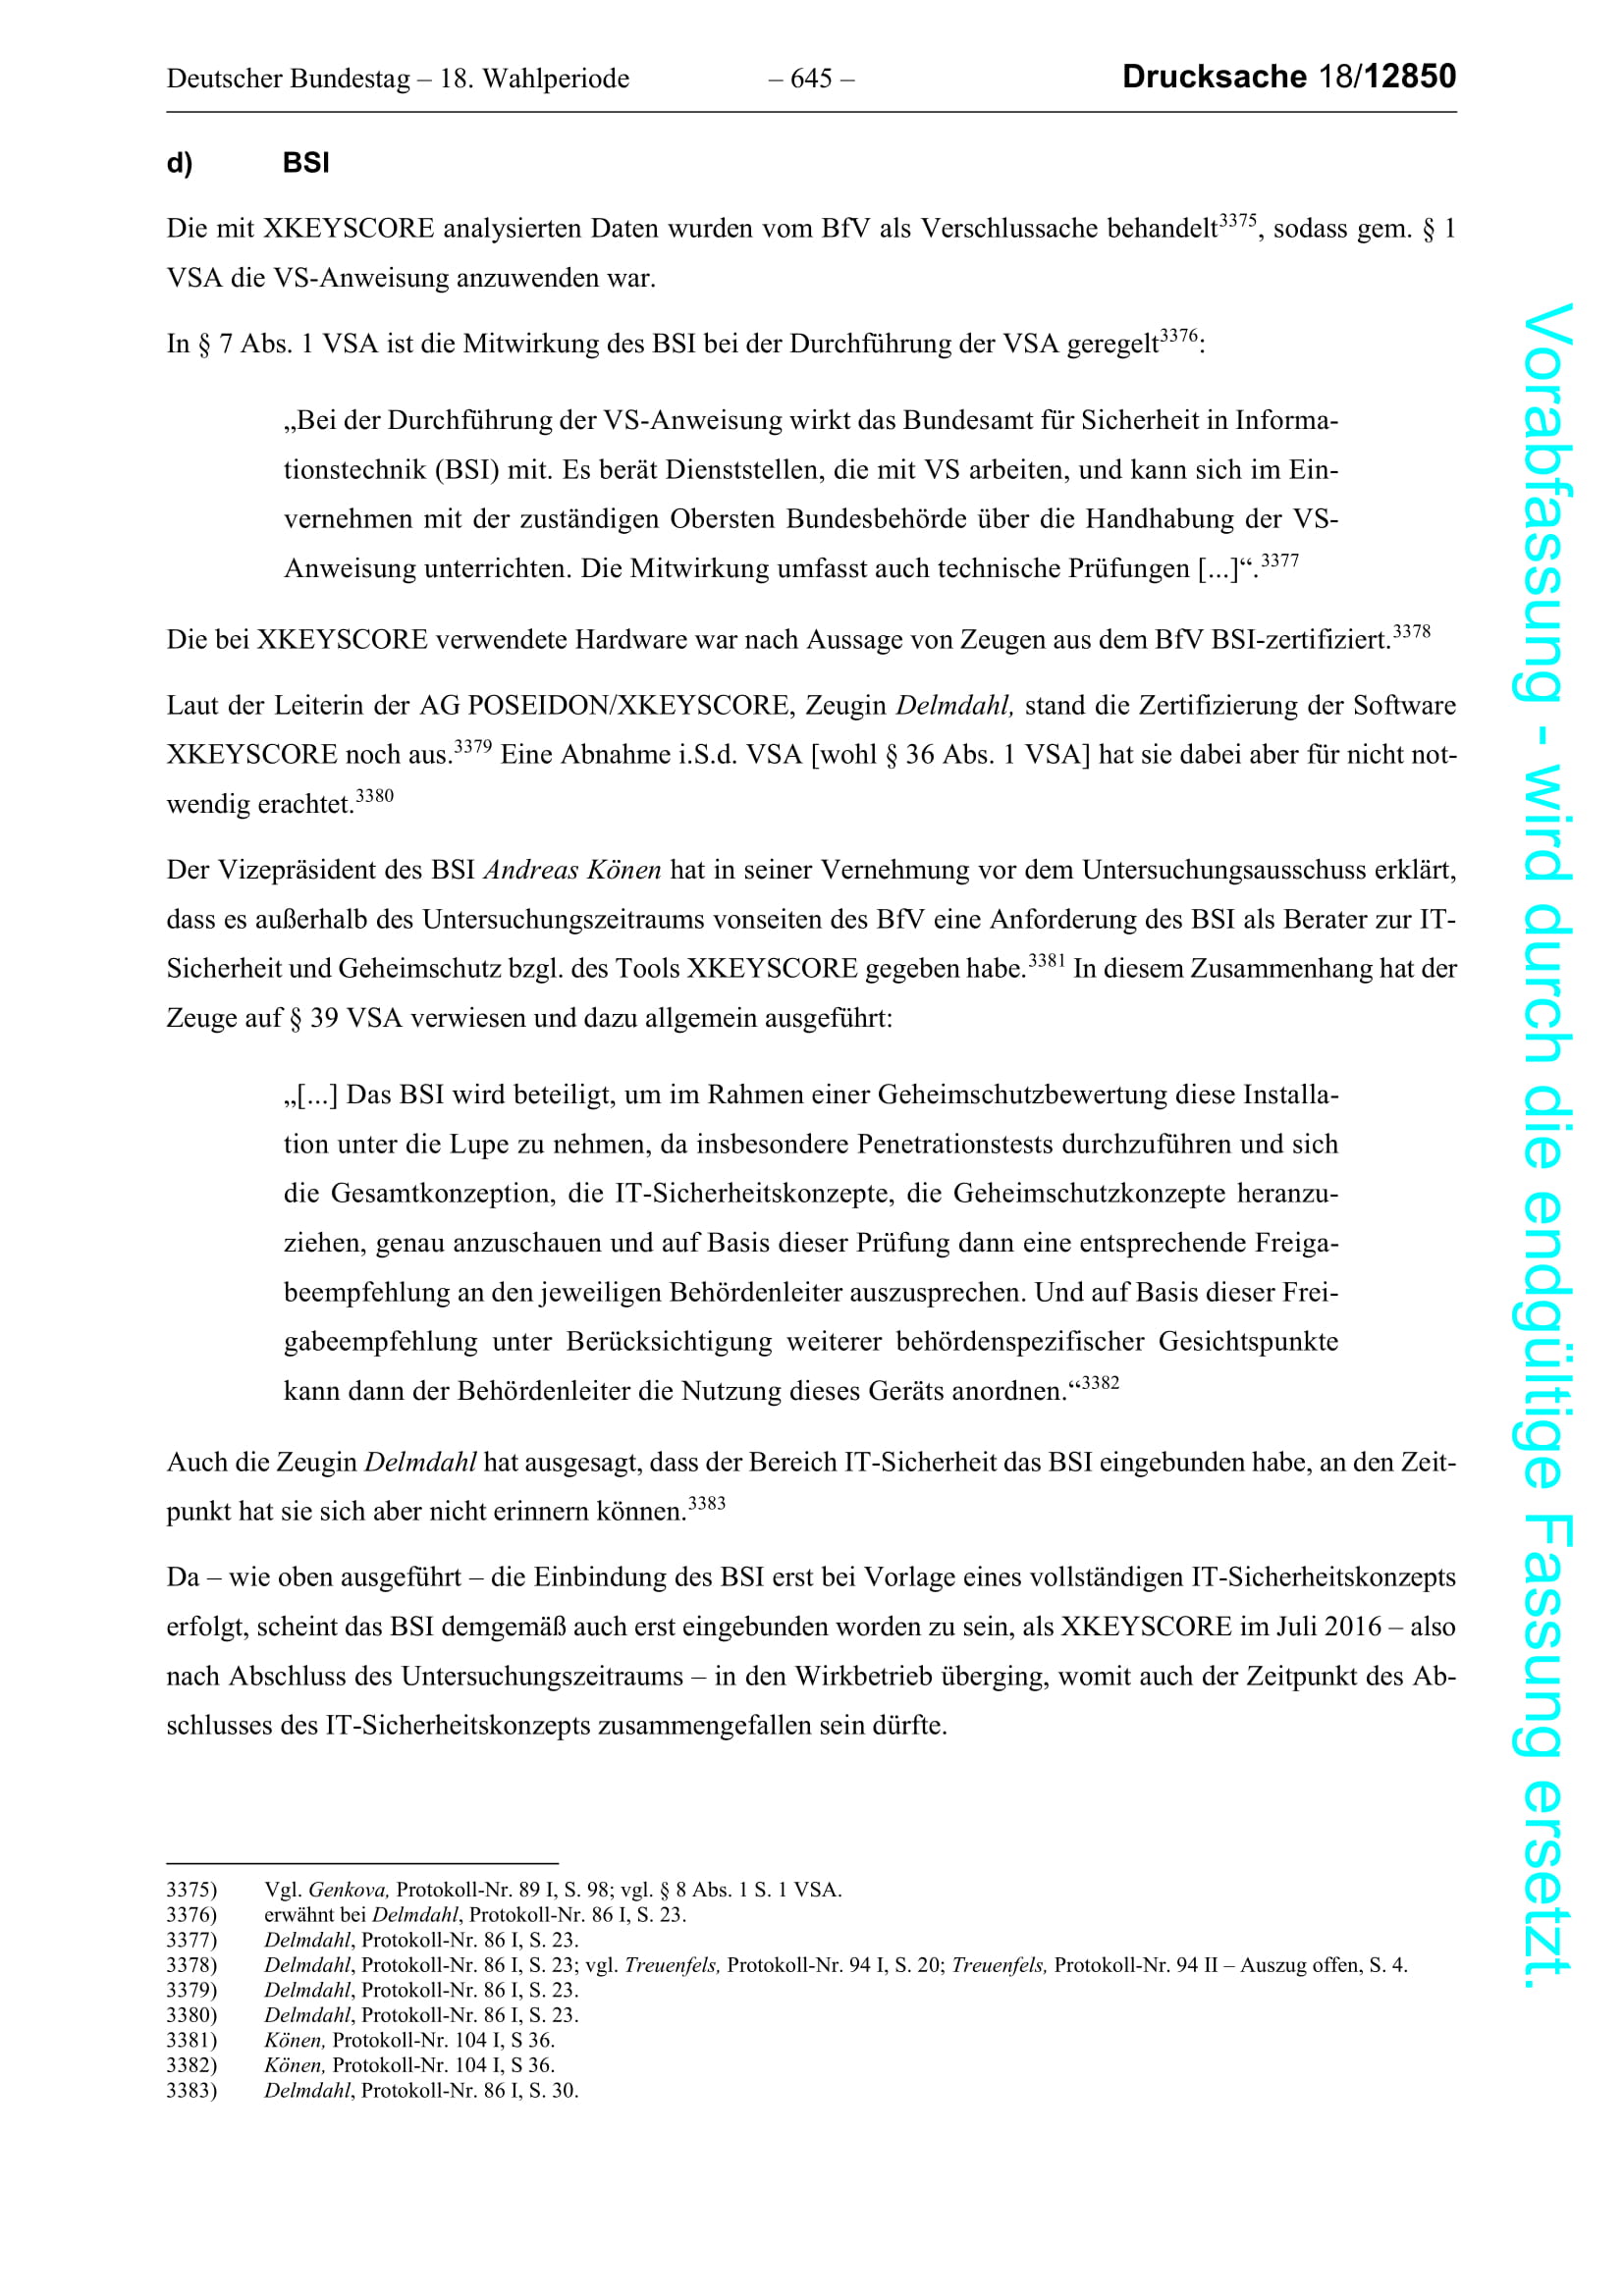 Deutscher Bundestag – 18. Wahlperiode – 645 – Drucksache 18/12850
d) BSI
Die mit XKEYSCORE analysierten Daten wurden vom BfV als Verschlussache behandelt3375, sodass gem. § 1
VSA die VS-Anweisung anzuwenden war.
In § 7 Abs. 1 VSA ist die Mitwirkung des BSI bei der Durchführung der VSA geregelt3376:
„Bei der Durchführung der VS-Anweisung wirkt das Bundesamt für Sicherheit in Informa-
tionstechnik (BSI) mit. Es berät Dienststellen, die mit VS arbeiten, und kann sich im Ein-
vernehmen mit der zuständigen Obersten Bundesbehörde über die Handhabung der VS-
Anweisung unterrichten. Die Mitwirkung umfasst auch technische Prüfungen [...]“.3377
Die bei XKEYSCORE verwendete Hardware war nach Aussage von Zeugen aus dem BfV BSI-zertifiziert.3378
Laut der Leiterin der AG POSEIDON/XKEYSCORE, Zeugin Delmdahl, stand die Zertifizierung der Software
XKEYSCORE noch aus.3379 Eine Abnahme i.S.d. VSA [wohl § 36 Abs. 1 VSA] hat sie dabei aber für nicht not-
wendig erachtet.3380
Der Vizepräsident des BSI Andreas Könen hat in seiner Vernehmung vor dem Untersuchungsausschuss erklärt,
dass es außerhalb des Untersuchungszeitraums vonseiten des BfV eine Anforderung des BSI als Berater zur IT-
Sicherheit und Geheimschutz bzgl. des Tools XKEYSCORE gegeben habe.3381 In diesem Zusammenhang hat der
Zeuge auf § 39 VSA verwiesen und dazu allgemein ausgeführt:
„[...] Das BSI wird beteiligt, um im Rahmen einer Geheimschutzbewertung diese Installa-
tion unter die Lupe zu nehmen, da insbesondere Penetrationstests durchzuführen und sich
die Gesamtkonzeption, die IT-Sicherheitskonzepte, die Geheimschutzkonzepte heranzu-
ziehen, genau anzuschauen und auf Basis dieser Prüfung dann eine entsprechende Freiga-
beempfehlung an den jeweiligen Behördenleiter auszusprechen. Und auf Basis dieser Frei-
gabeempfehlung unter Berücksichtigung weiterer behördenspezifischer Gesichtspunkte
kann dann der Behördenleiter die Nutzung dieses Geräts anordnen.“3382
Auch die Zeugin Delmdahl hat ausgesagt, dass der Bereich IT-Sicherheit das BSI eingebunden habe, an den Zeit-
punkt hat sie sich aber nicht erinnern können.3383
Da – wie oben ausgeführt – die Einbindung des BSI erst bei Vorlage eines vollständigen IT-Sicherheitskonzepts
erfolgt, scheint das BSI demgemäß auch erst eingebunden worden zu sein, als XKEYSCORE im Juli 2016 – also
nach Abschluss des Untersuchungszeitraums – in den Wirkbetrieb überging, womit auch der Zeitpunkt des Ab-
schlusses des IT-Sicherheitskonzepts zusammengefallen sein dürfte.
3375) Vgl. Genkova, Protokoll-Nr. 89 I, S. 98; vgl. § 8 Abs. 1 S. 1 VSA.
3376) erwähnt bei Delmdahl, Protokoll-Nr. 86 I, S. 23.
3377) Delmdahl, Protokoll-Nr. 86 I, S. 23.
3378) Delmdahl, Protokoll-Nr. 86 I, S. 23; vgl. Treuenfels, Protokoll-Nr. 94 I, S. 20; Treuenfels, Protokoll-Nr. 94 II – Auszug offen, S. 4.
3379) Delmdahl, Protokoll-Nr. 86 I, S. 23.
3380) Delmdahl, Protokoll-Nr. 86 I, S. 23.
3381) Könen, Protokoll-Nr. 104 I, S 36.
3382) Könen, Protokoll-Nr. 104 I, S 36.
3383) Delmdahl, Protokoll-Nr. 86 I, S. 30.
Vorabfassung - wird durch die endgültige Fassung ersetzt.